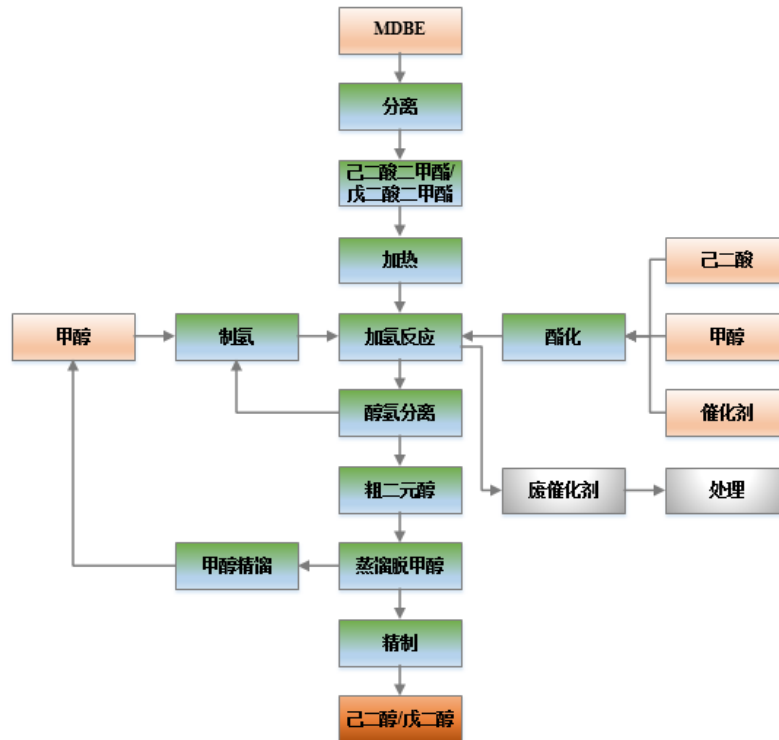 MDBE
分离
己二酸二甲酯/
戊二酸二甲酯
加热
己二酸
甲醇
制氢
加氢反应
酯化
甲醇
醇氢分离
催化剂
粗二元醇
废催化剂
处理
甲醇精溜
蒸溜脱甲醇
精制
己二醇/戊二醇